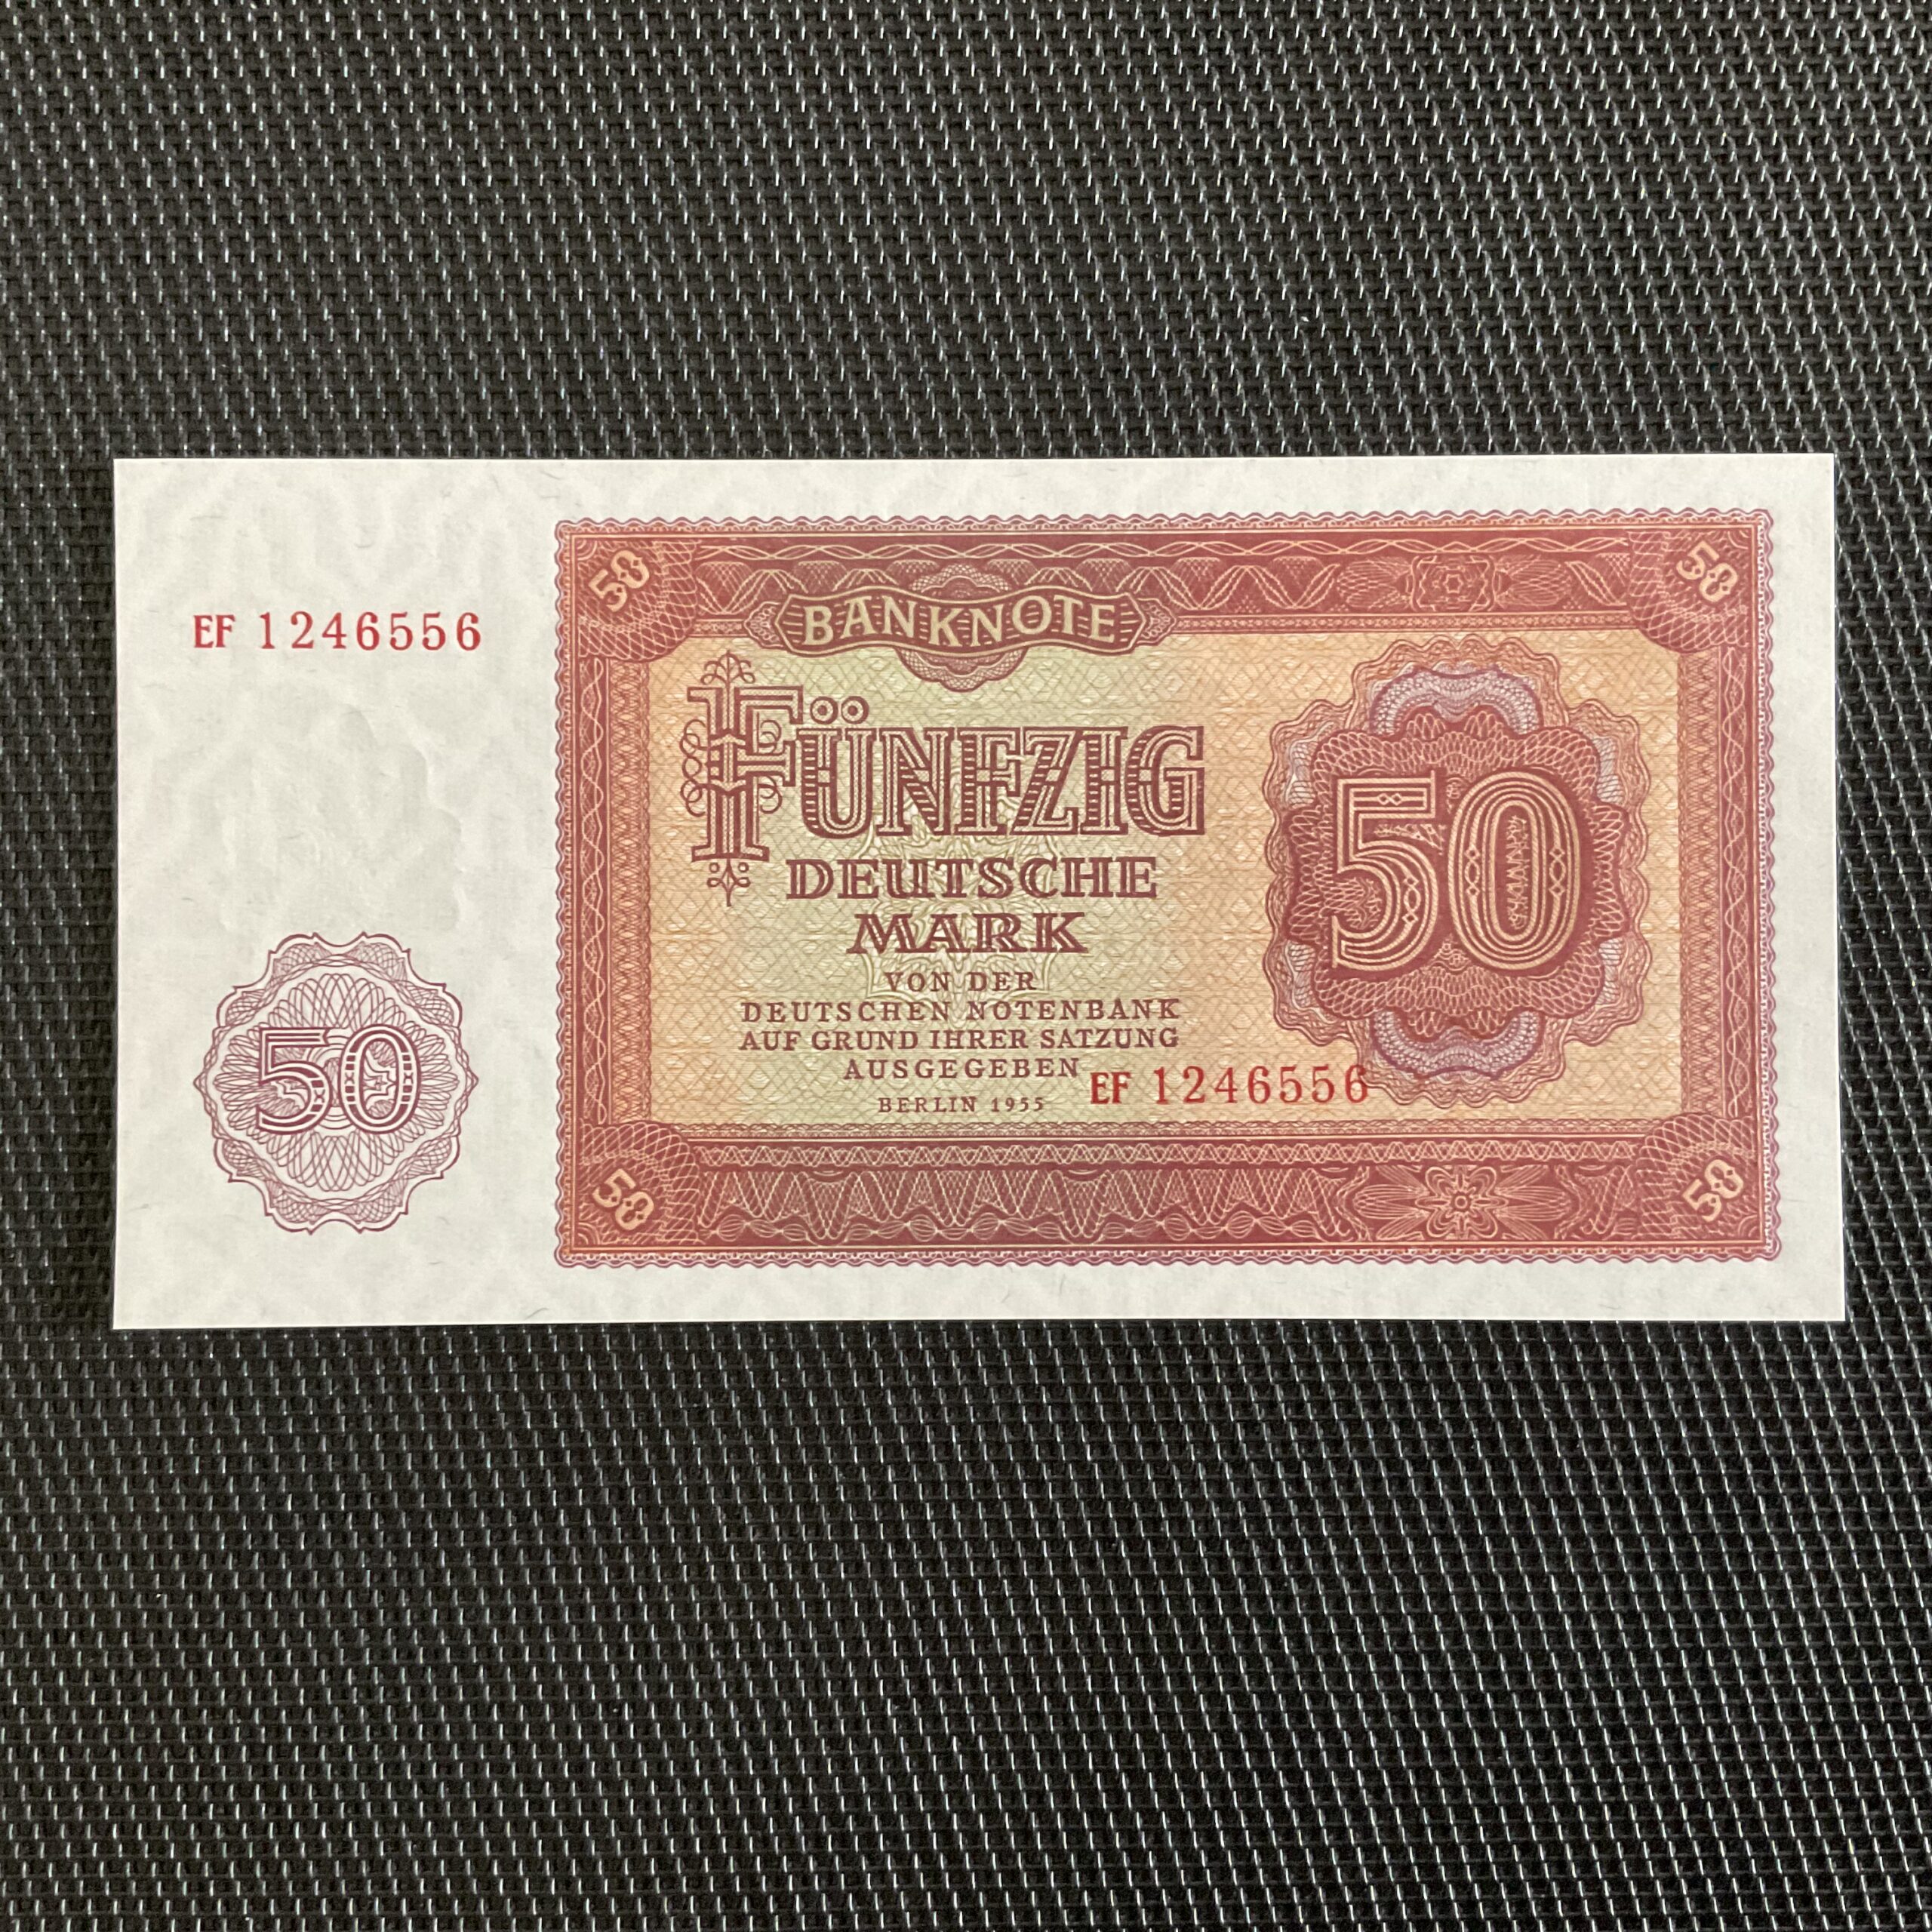 EF 1246556
50
50
50
BANKNOTE
FÜNFZIG
DEUTSCHE
MARK
50
VON DER
DEUTSCHEN NOTENBANK
AUF GRUND IHRER SATZUNG
AUSGEGEBEN
BERLIN 1955
EF 1246556
50
50